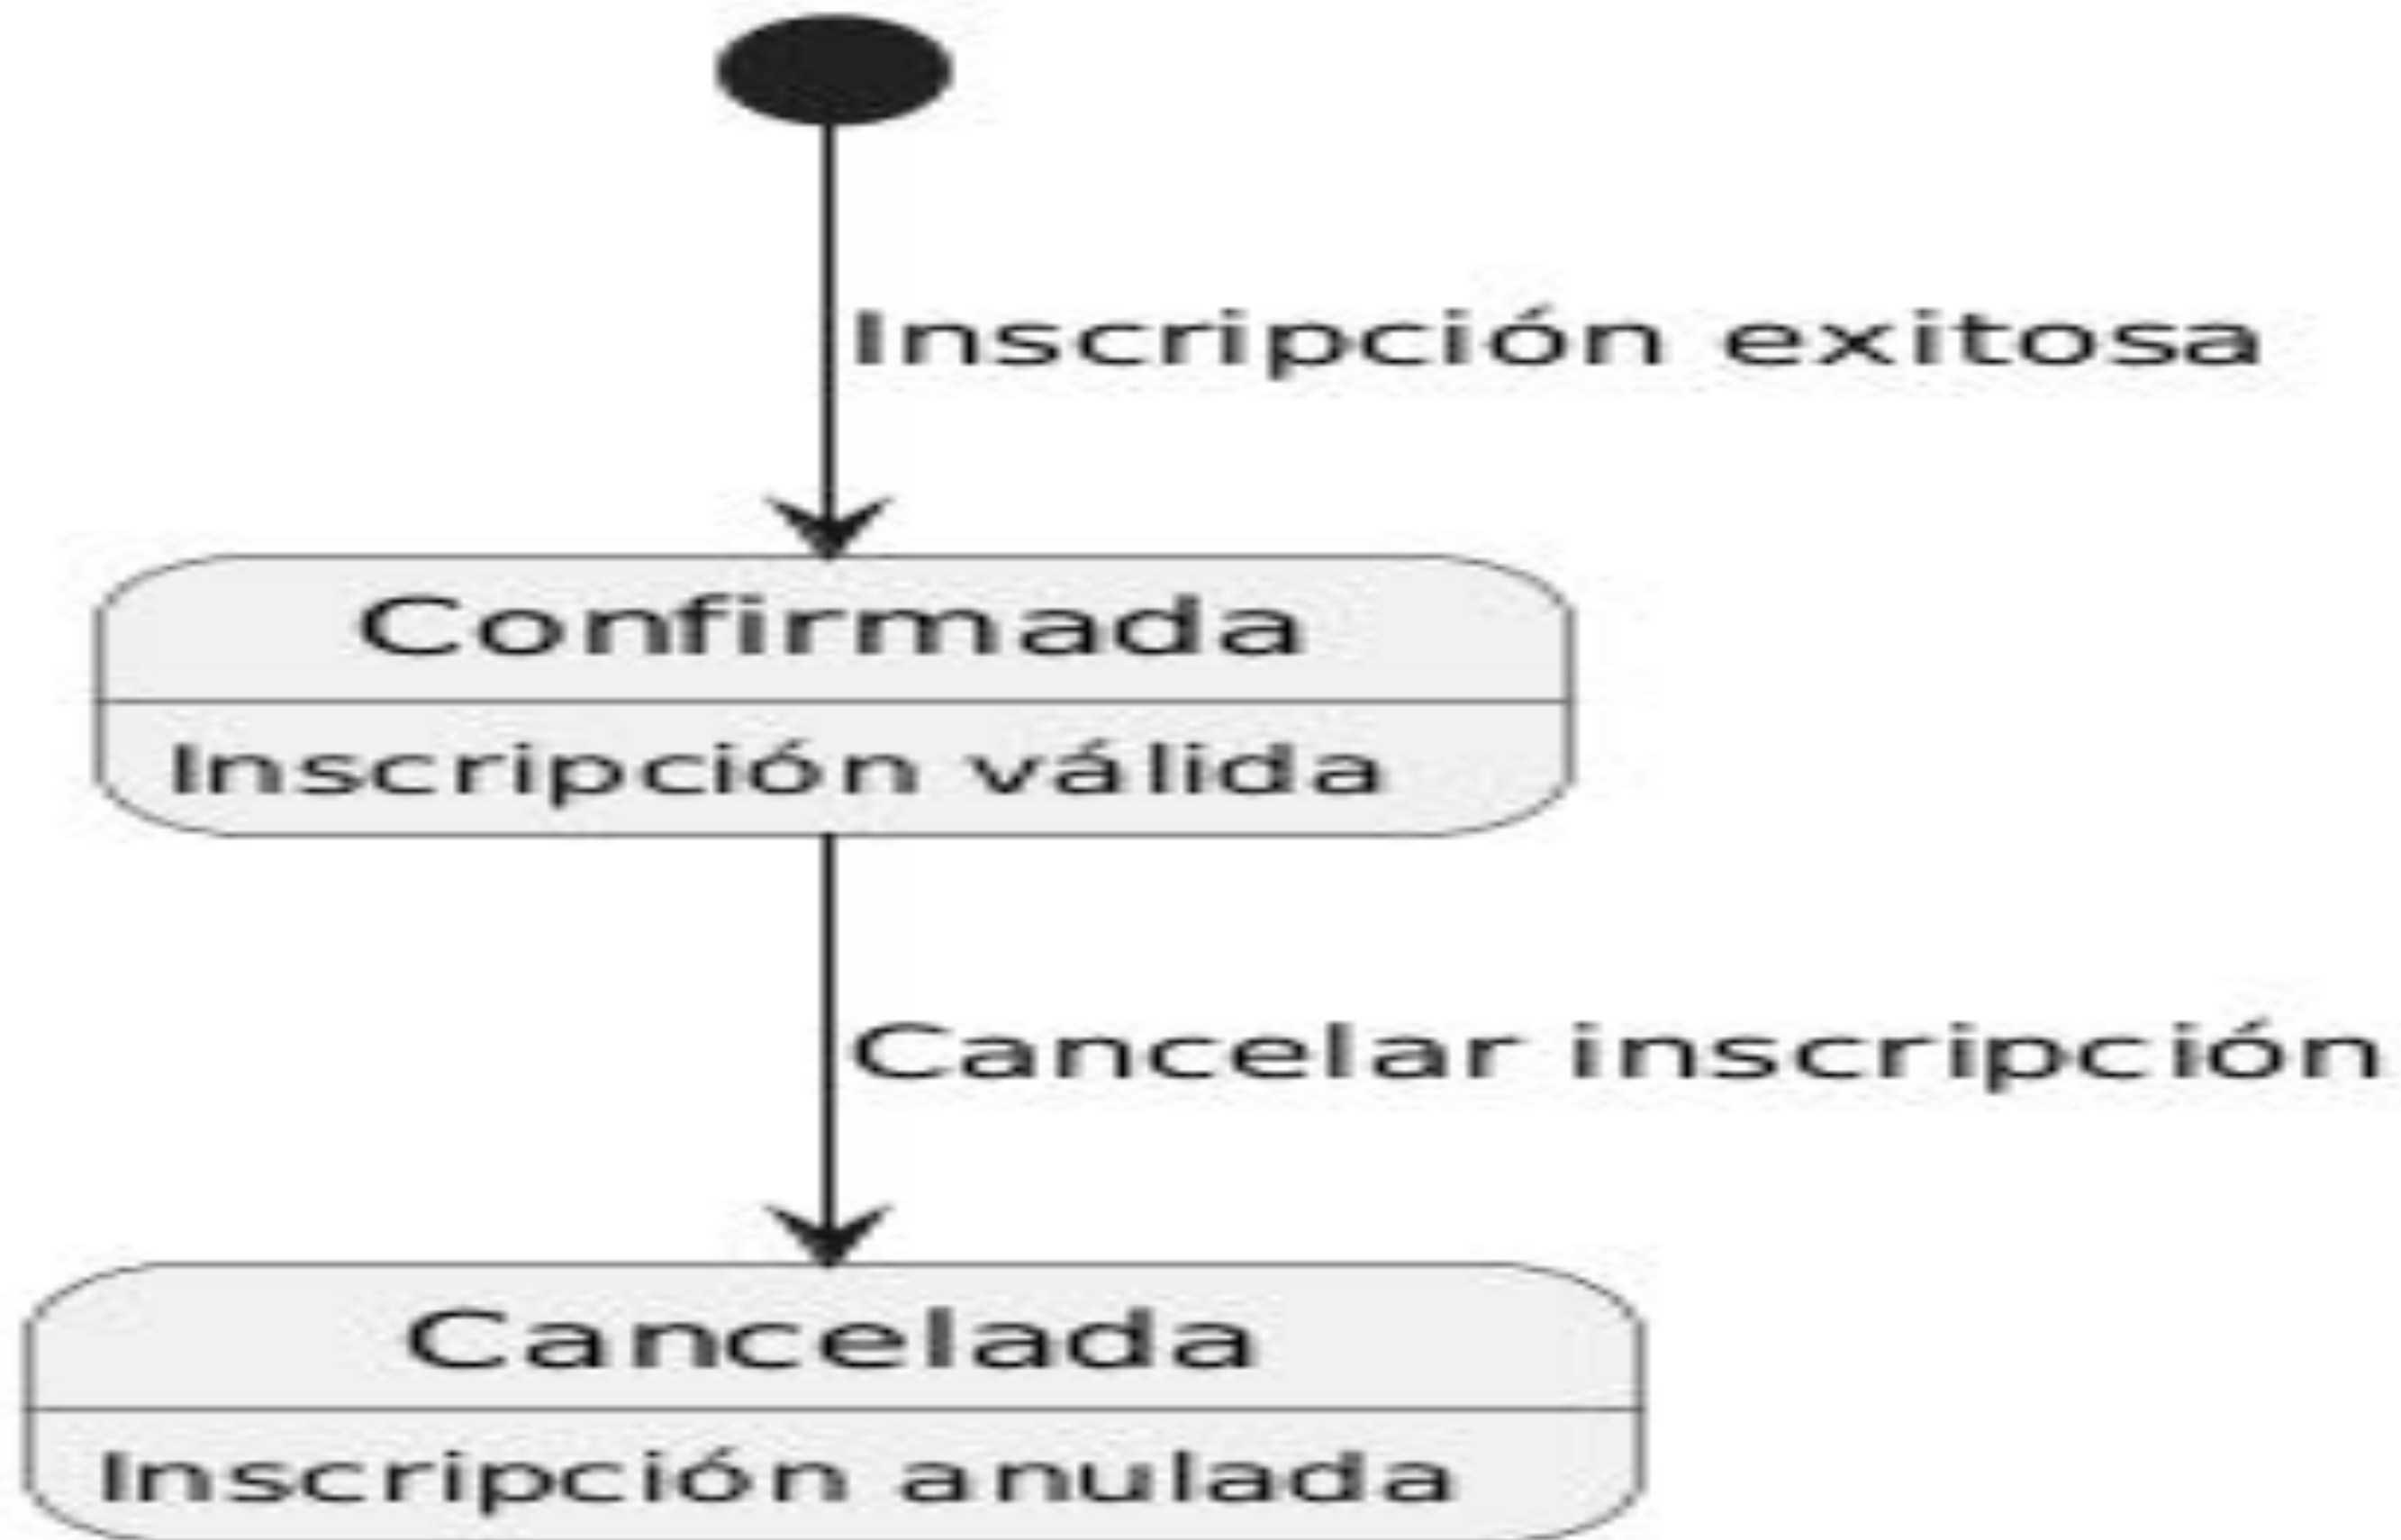 Inscripción exitosa
Confirmada
Inscripción válida
Cancelar inscripción
Cancelada
Inscripción anulada